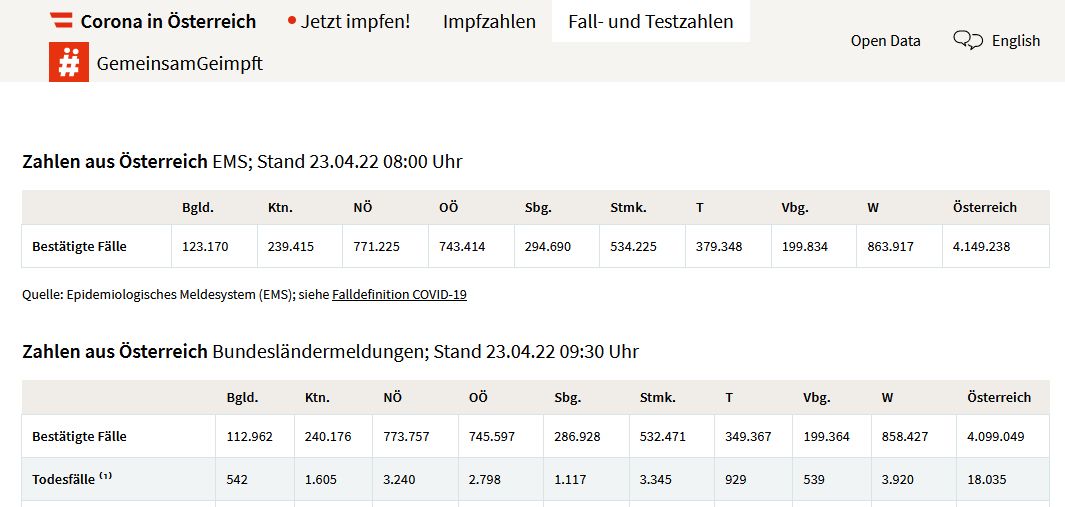 Corona in Österreich Jetzt impfen! Impfzahlen Fall- und Testzahlen
Open Data English
# GemeinsamGeimpft
Zahlen aus Österreich EMS; Stand 23.04.22 08:00 Uhr
Bgld. Ktn. NÖ OÖ Sbg. Stmk. T Vbg. W Österreich
Bestätigte Fälle 123.170 239.415 771.225 743.414 294.690 534.225 379.348 199.834 863.917 4.149.238
Quelle: Epidemiologisches Meldesystem (EMS); siehe Falldefinition COVID-19
Zahlen aus Österreich Bundesländermeldungen; Stand 23.04.22 09:30 Uhr
Bgld. Ktn. NÖ OÖ Sbg. Stmk. T Vbg. W Österreich
Bestätigte Fälle 112.962 240.176 773.757 745.597 286.928 532.471 349.367 199.364 858.427 4.099.049
Todesfälle ⁽¹⁾ 542 1.605 3.240 2.798 1.117 3.345 929 539 3.920 18.035